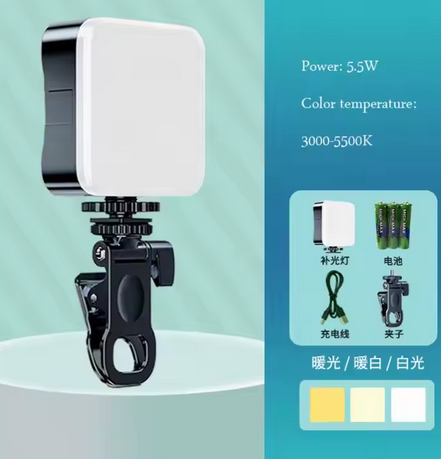 Power: 5.5W
Color temperature:
3000-5500K
补光灯
电池
充电线
夹子
暖光 / 暖白 / 白光